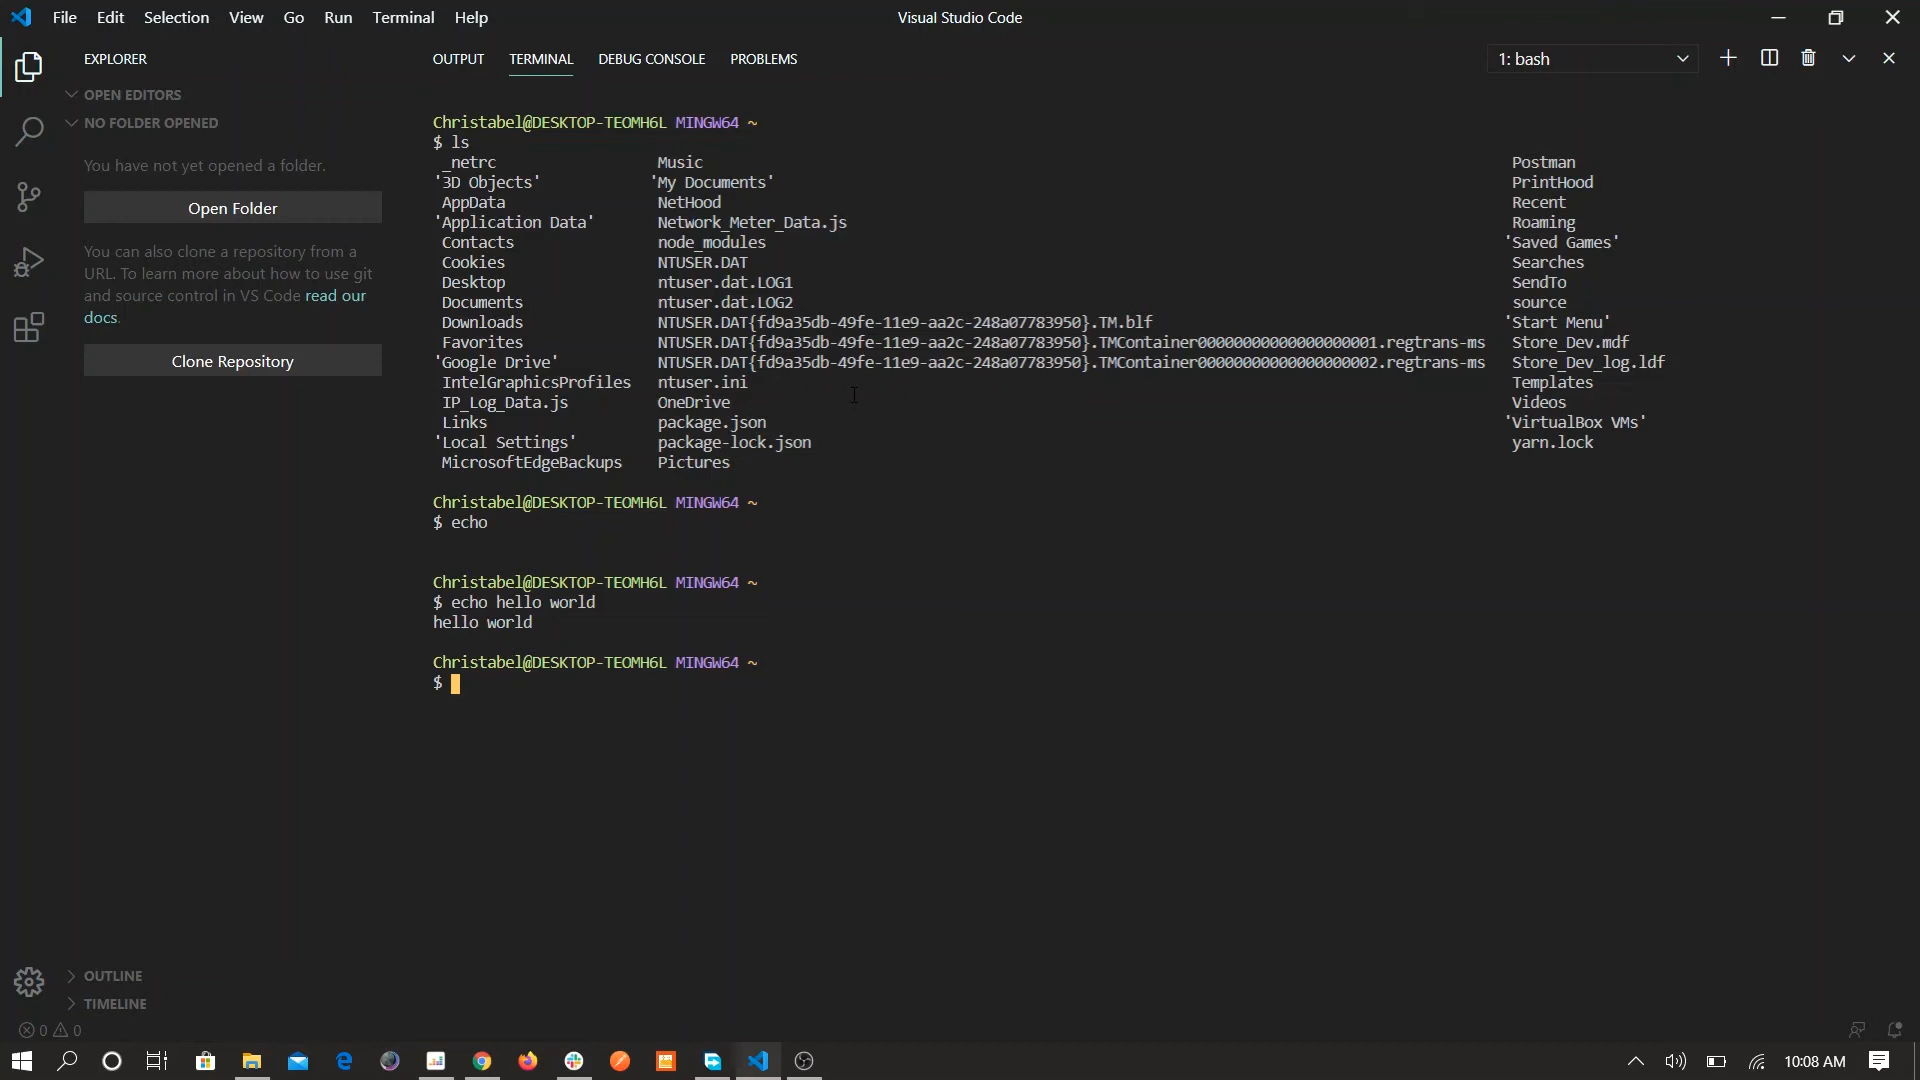 File Edit Selection View Go Run Terminal Help
Visual Studio Code
EXPLORER
OPEN EDITORS
NO FOLDER OPENED
You have not yet opened a folder.
Open Folder
You can also clone a repository from a
URL. To learn more about how to use git
and source control in VS Code read our
docs.
Clone Repository
OUTLINE
TIMELINE
0 0
OUTPUT TERMINAL DEBUG CONSOLE PROBLEMS
1: bash
Christabel@DESKTOP-TEOMH6L MINGW64 ~
$ ls
_netrc Music Postman
'3D Objects' 'My Documents' PrintHood
AppData NetHood Recent
'Application Data' Network_Meter_Data.js Roaming
Contacts node_modules 'Saved Games'
Cookies NTUSER.DAT Searches
Desktop ntuser.dat.LOG1 SendTo
Documents ntuser.dat.LOG2 source
Downloads NTUSER.DAT{fd9a35db-49fe-11e9-aa2c-248a07783950}.TM.blf 'Start Menu'
Favorites NTUSER.DAT{fd9a35db-49fe-11e9-aa2c-248a07783950}.TMContainer00000000000000000001.regtrans-ms Store_Dev.mdf
'Google Drive' NTUSER.DAT{fd9a35db-49fe-11e9-aa2c-248a07783950}.TMContainer00000000000000000002.regtrans-ms Store_Dev_log.ldf
IntelGraphicsProfiles ntuser.ini Templates
IP_Log_Data.js OneDrive Videos
Links package.json 'VirtualBox VMs'
'Local Settings' package-lock.json yarn.lock
MicrosoftEdgeBackups Pictures
Christabel@DESKTOP-TEOMH6L MINGW64 ~
$ echo
Christabel@DESKTOP-TEOMH6L MINGW64 ~
$ echo hello world
hello world
Christabel@DESKTOP-TEOMH6L MINGW64 ~
$
10:08 AM